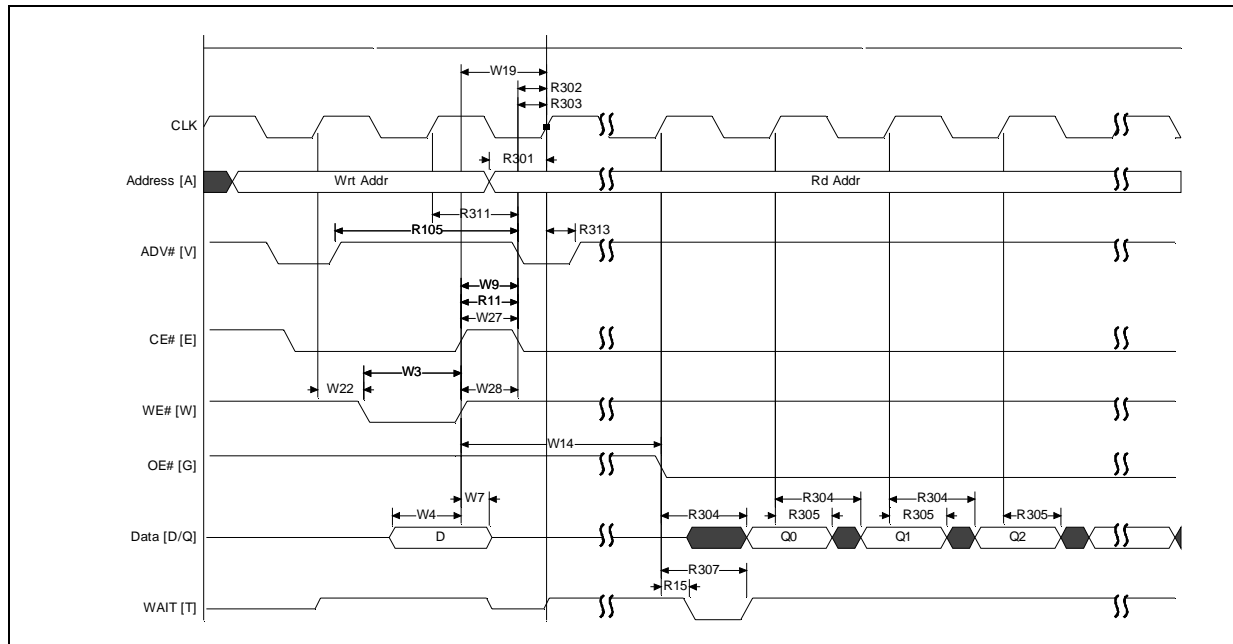 W19
R302
R303
CLK
R301
Address [A]
Wrt Addr
Rd Addr
R311
R105
R313
ADV# [V]
W9
R11
W27
CE# [E]
W3
W22
W28
WE# [W]
W14
OE# [G]
W7
R304
R304
W4
R304
R305
R305
R305
Data [D/Q]
D
Q0
Q1
Q2
R307
R15
WAIT [T]